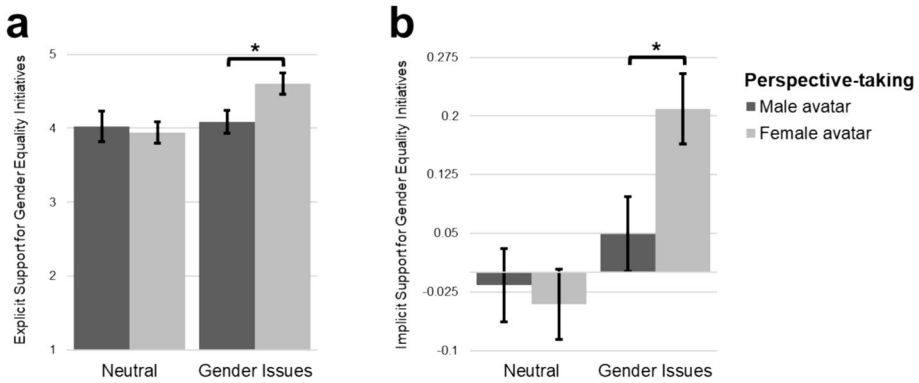 a
Explicit Support for Gender Equality Initiatives
5
4
3
2
1
*
Neutral
Gender Issues
b
Implicit Support for Gender Equality Initiatives
0.275
0.2
0.125
0.05
-0.025
-0.1
*
Neutral
Gender Issues
Perspective-taking
Male avatar
Female avatar